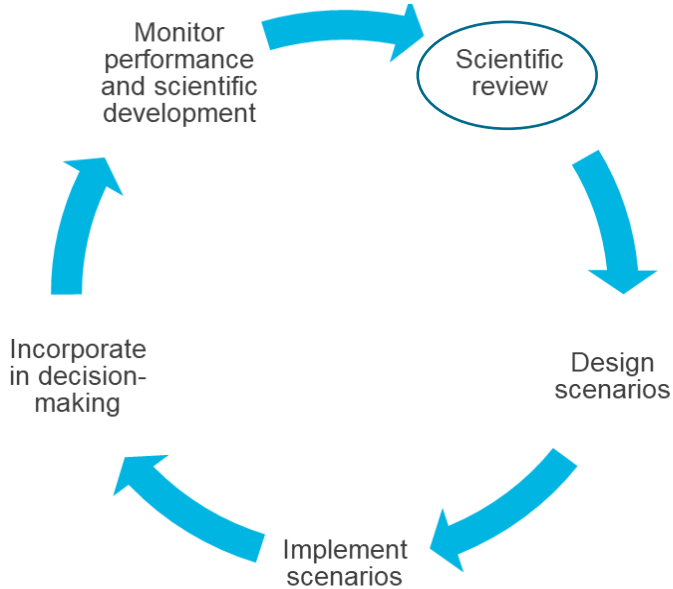 Monitor
performance
and scientific
development
Scientific
review
Design
scenarios
Implement
scenarios
Incorporate
in decision-
making